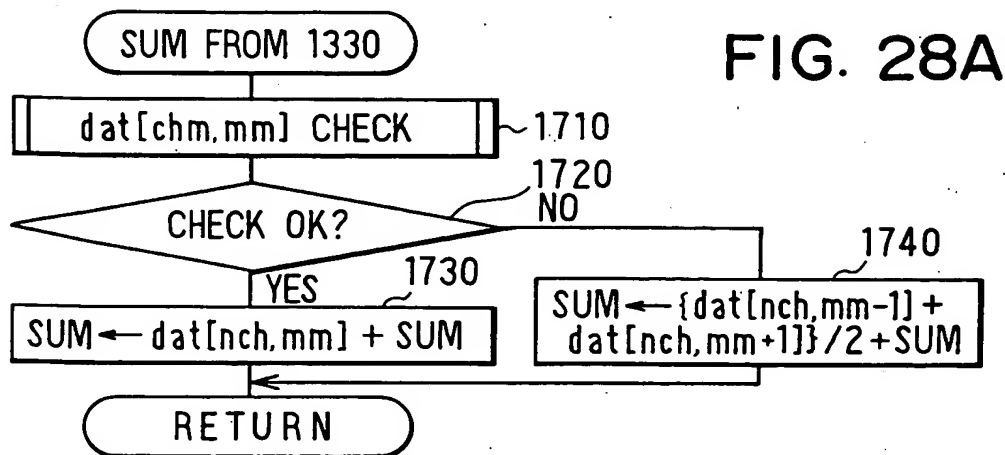 SUM FROM 1330
FIG. 28A
dat[chm,mm] CHECK
1710
1720
CHECK OK?
NO
YES
1730
1740
SUM ← dat[nch,mm] + SUM
SUM ← {dat[nch,mm-1] +
dat[nch,mm+1]}/2+SUM
RETURN